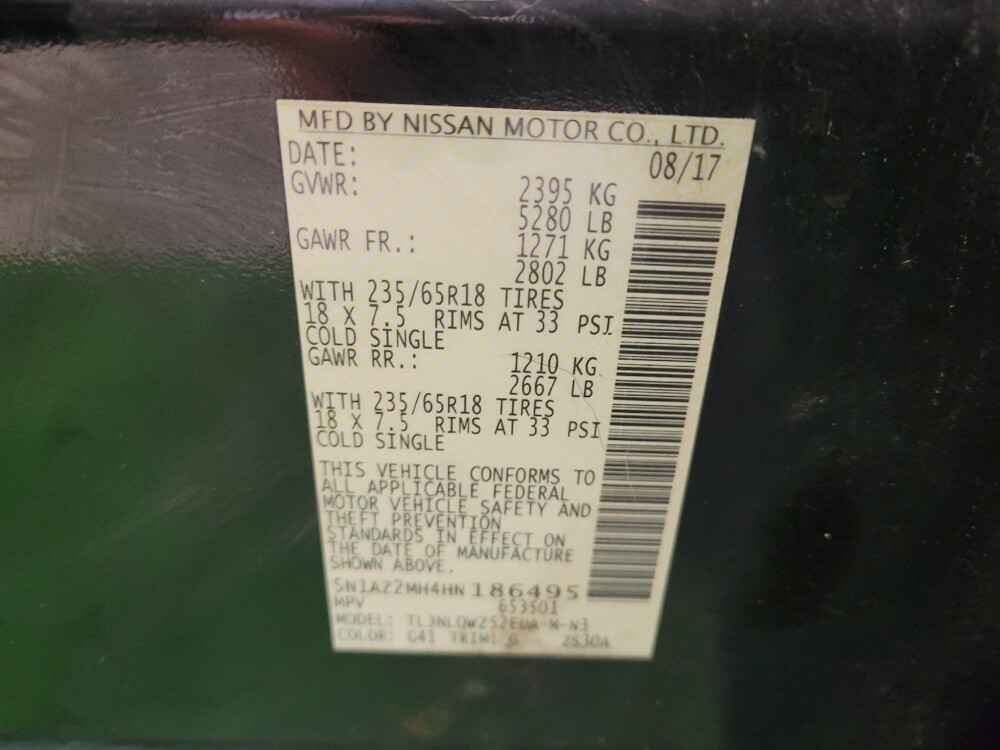 MFD BY NISSAN MOTOR CO., LTD.
DATE: 08/17
GVWR: 2395 KG
5280 LB
GAWR FR.: 1271 KG
2802 LB
WITH 235/65R18 TIRES
18 X 7.5 RIMS AT 33 PSI
COLD SINGLE
GAWR RR.: 1210 KG
2667 LB
WITH 235/65R18 TIRES
18 X 7.5 RIMS AT 33 PSI
COLD SINGLE
THIS VEHICLE CONFORMS TO
ALL APPLICABLE FEDERAL
MOTOR VEHICLE SAFETY AND
THEFT PREVENTION
STANDARDS IN EFFECT ON
THE DATE OF MANUFACTURE
SHOWN ABOVE.
5N1AZ2MH4HN 186495
MPV 653501
MODEL:
COLOR: G41 TRIM: G 2530A